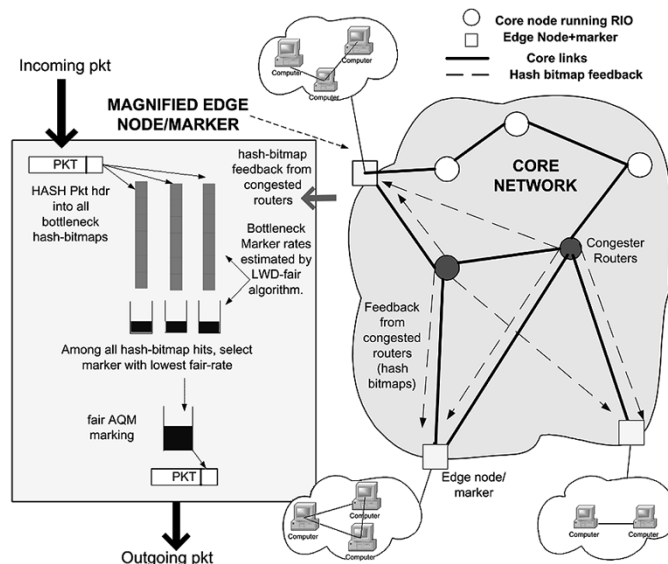 Core node running RIO
Edge Node+marker
Core links
Hash bitmap feedback
Incoming pkt
MAGNIFIED EDGE
NODE/MARKER
PKT
HASH Pkt hdr
into all
bottleneck
hash-bitmaps
hash-bitmap
feedback from
congested
routers
Bottleneck
Marker rates
estimated by
LWD-fair
algorithm.
Among all hash-bitmap hits, select
marker with lowest fair-rate
fair AQM
marking
PKT
Outgoing pkt
Computer
Computer
Computer
CORE
NETWORK
Congester
Routers
Feedback
from
congested
routers
(hash
bitmaps)
Edge node/
marker
Computer
Computer
Computer
Computer
Computer